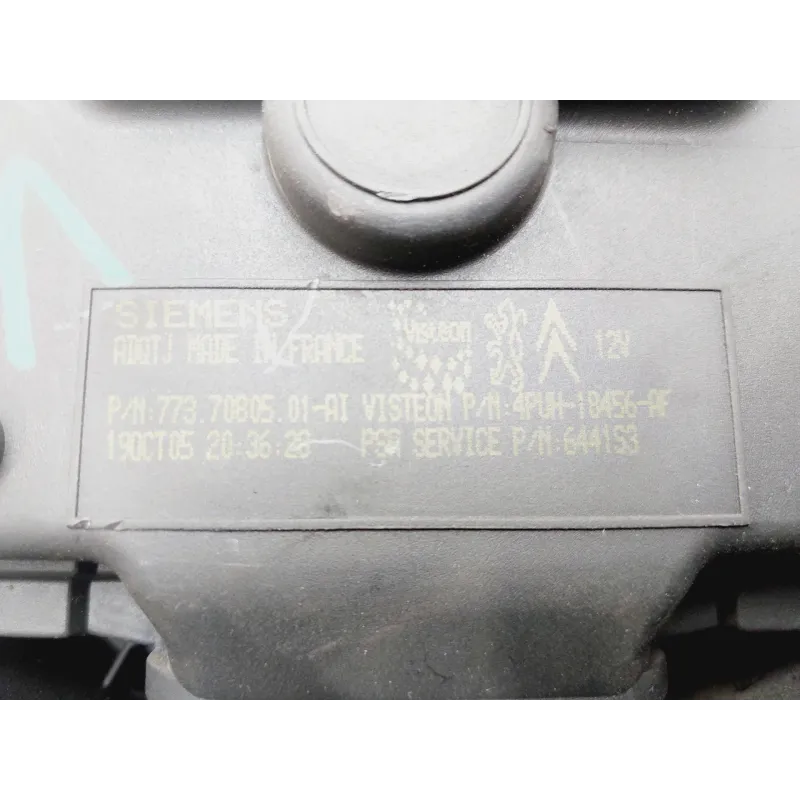 SIEMENS
ADOTJ MADE IN FRANCE Visteon 12V
P/N:773.70805.01-AI VISTEON P/N:4PUH-18456-AF
19OCT05 20:36:28 PSA SERVICE P/N:6441S3